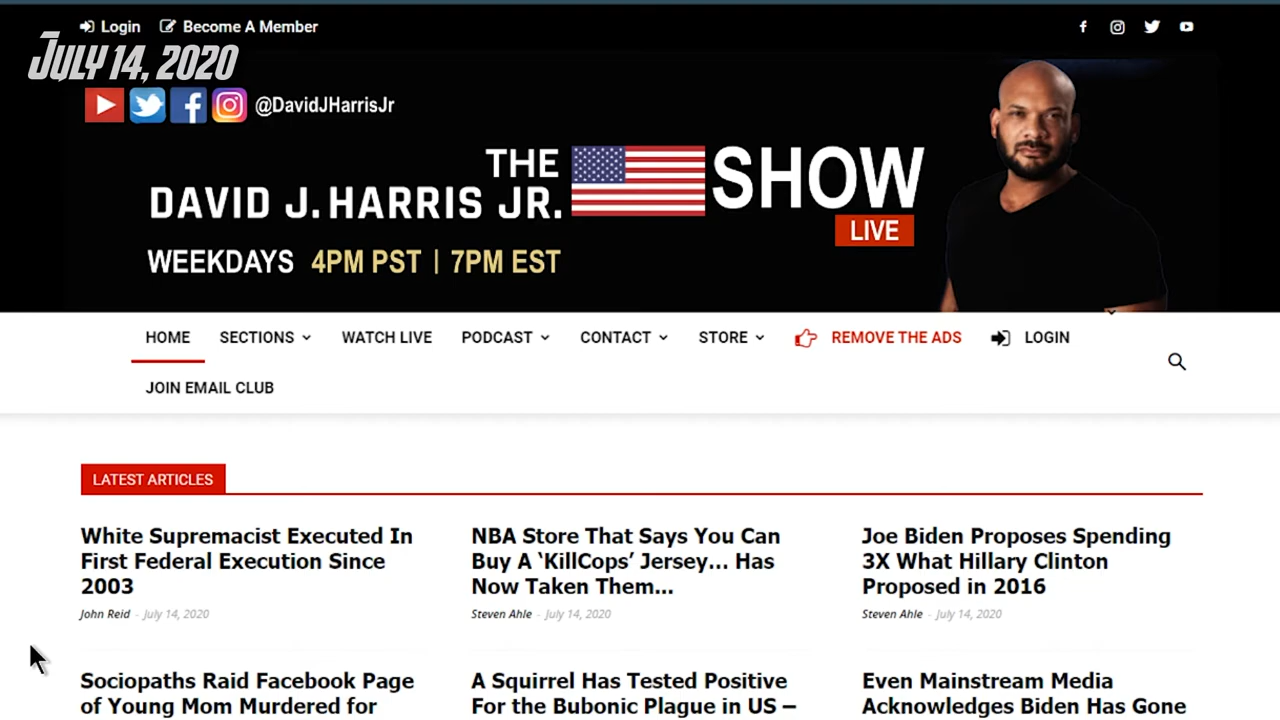 Login Become A Member
July 14, 2020
@DavidJHarrisJr
THE SHOW
DAVID J. HARRIS JR.
LIVE
WEEKDAYS 4PM PST | 7PM EST
HOME SECTIONS WATCH LIVE PODCAST CONTACT STORE REMOVE THE ADS LOGIN
JOIN EMAIL CLUB
LATEST ARTICLES
White Supremacist Executed In
First Federal Execution Since
2003
John Reid - July 14, 2020
NBA Store That Says You Can
Buy A ‘KillCops’ Jersey… Has
Now Taken Them…
Steven Ahle - July 14, 2020
Joe Biden Proposes Spending
3X What Hillary Clinton
Proposed in 2016
Steven Ahle - July 14, 2020
Sociopaths Raid Facebook Page
of Young Mom Murdered for
A Squirrel Has Tested Positive
For the Bubonic Plague in US –
Even Mainstream Media
Acknowledges Biden Has Gone